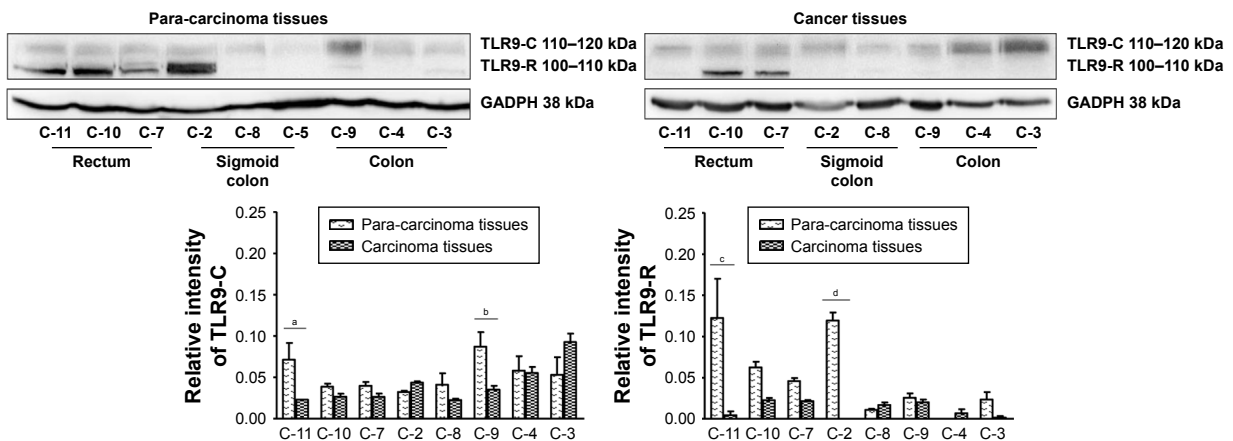 Para-carcinoma tissues
TLR9-C 110–120 kDa
TLR9-R 100–110 kDa
GADPH 38 kDa
C-11 C-10 C-7 C-2 C-8 C-5 C-9 C-4 C-3
Rectum Sigmoid colon Colon
Cancer tissues
TLR9-C 110–120 kDa
TLR9-R 100–110 kDa
GADPH 38 kDa
C-11 C-10 C-7 C-2 C-8 C-9 C-4 C-3
Rectum Sigmoid colon Colon
Relative intensity
of TLR9-C
0.25
0.20
0.15
0.10
0.05
0.00
Para-carcinoma tissues
Carcinoma tissues
a
b
C-11 C-10 C-7 C-2 C-8 C-9 C-4 C-3
Relative intensity
of TLR9-R
0.25
0.20
0.15
0.10
0.05
0.00
Para-carcinoma tissues
Carcinoma tissues
c
d
C-11 C-10 C-7 C-2 C-8 C-9 C-4 C-3